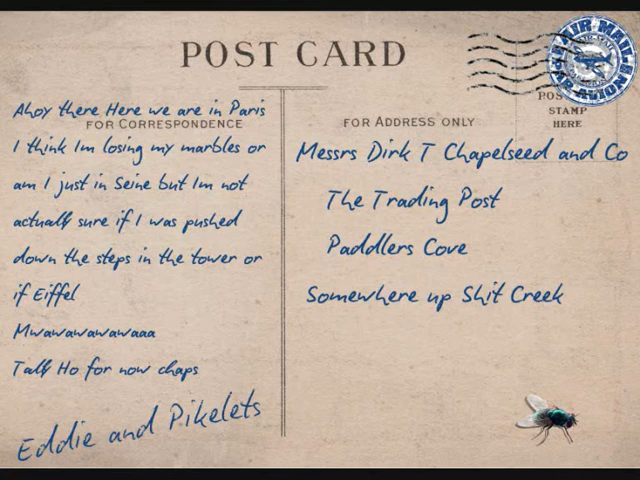 POST CARD
AIR MAIL
PAR AVION
POS
STAMP
HERE
FOR CORRESPONDENCE
Ahoy there Here we are in Paris
I think Im losing my marbles or
am I just in Seine but Im not
actually sure if I was pushed
down the steps in the tower or
if Eiffel
Mwawawawawaaa
Tally Ho for now chaps
Eddie and Pikelets
FOR ADDRESS ONLY
Messrs Dirk T Chapelseed and Co
The Trading Post
Paddlers Cove
Somewhere up Shit Creek